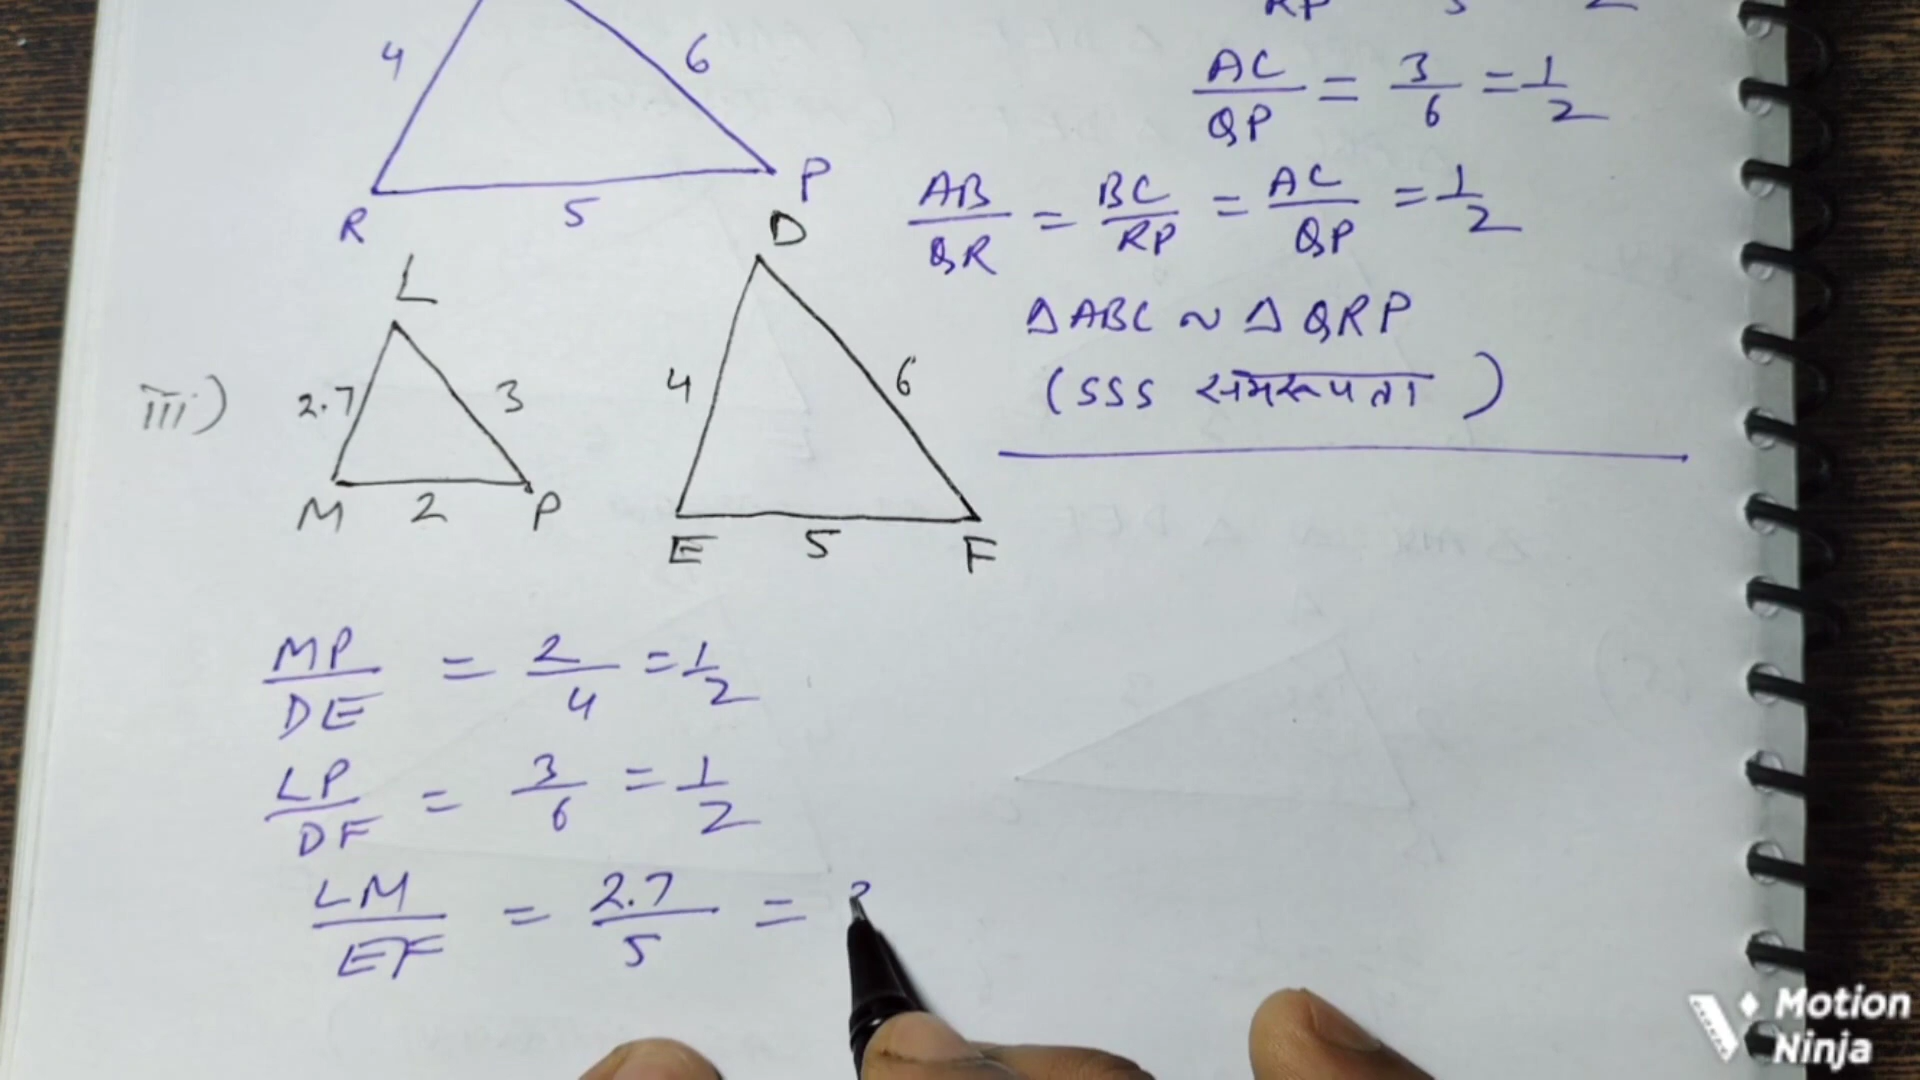 4
6
R
5
P
RP
AC/QP = 3/6 = 1/2
AB/QR = BC/RP = AC/QP = 1/2
Δ ABC ~ Δ QRP
(SSS समरूपता)
iii)
L
2.7
3
M
2
P
D
4
6
E
5
F
MP/DE = 2/4 = 1/2
LP/DF = 3/6 = 1/2
LM/EF = 2.7/5 =
Motion
Ninja